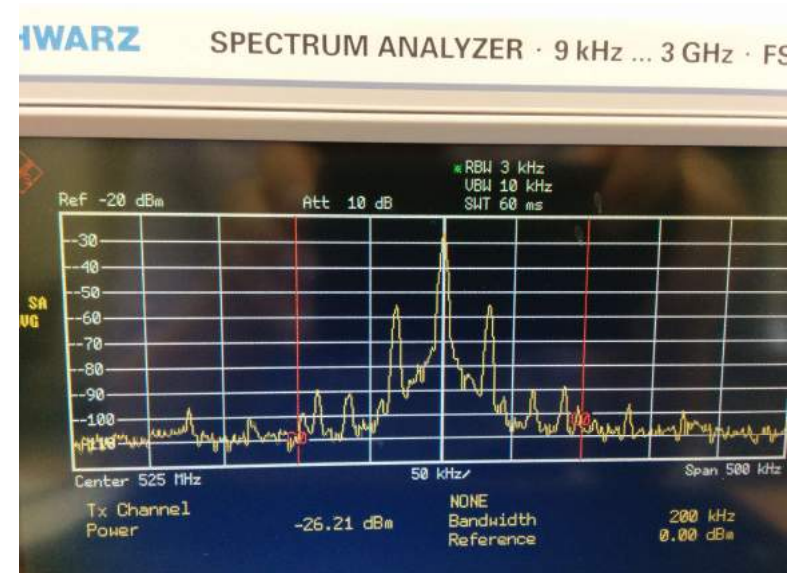 HWARZ SPECTRUM ANALYZER · 9 kHz ... 3 GHz · FS
* RBW 3 kHz
VBW 10 kHz
Ref -20 dBm Att 10 dB SWT 60 ms
-30
-40
-50
SA
-60
VG
-70
-80
-90
-100
Center 525 MHz 50 kHz/ Span 500 kHz
Tx Channel NONE
Power -26.21 dBm Bandwidth 200 kHz
Reference 0.00 dBm